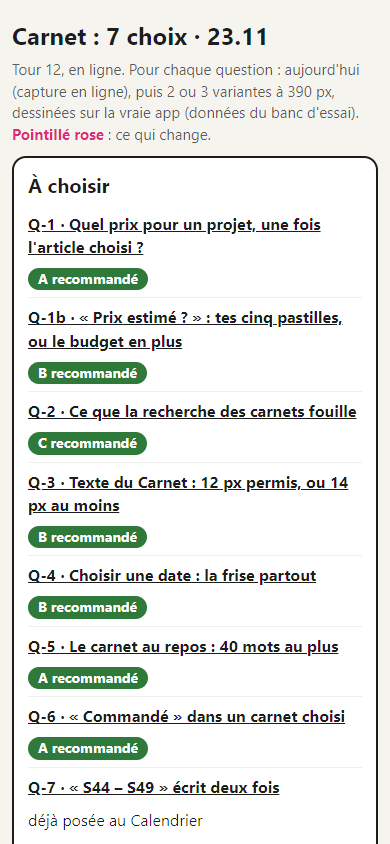 Carnet : 7 choix · 23.11
Tour 12, en ligne. Pour chaque question : aujourd'hui
(capture en ligne), puis 2 ou 3 variantes à 390 px,
dessinées sur la vraie app (données du banc d'essai).
Pointillé rose : ce qui change.
À choisir
Q-1 · Quel prix pour un projet, une fois
l'article choisi ?
A recommandé
Q-1b · « Prix estimé ? » : tes cinq pastilles,
ou le budget en plus
B recommandé
Q-2 · Ce que la recherche des carnets fouille
C recommandé
Q-3 · Texte du Carnet : 12 px permis, ou 14
px au moins
B recommandé
Q-4 · Choisir une date : la frise partout
B recommandé
Q-5 · Le carnet au repos : 40 mots au plus
A recommandé
Q-6 · « Commandé » dans un carnet choisi
A recommandé
Q-7 · « S44 – S49 » écrit deux fois
déjà posée au Calendrier